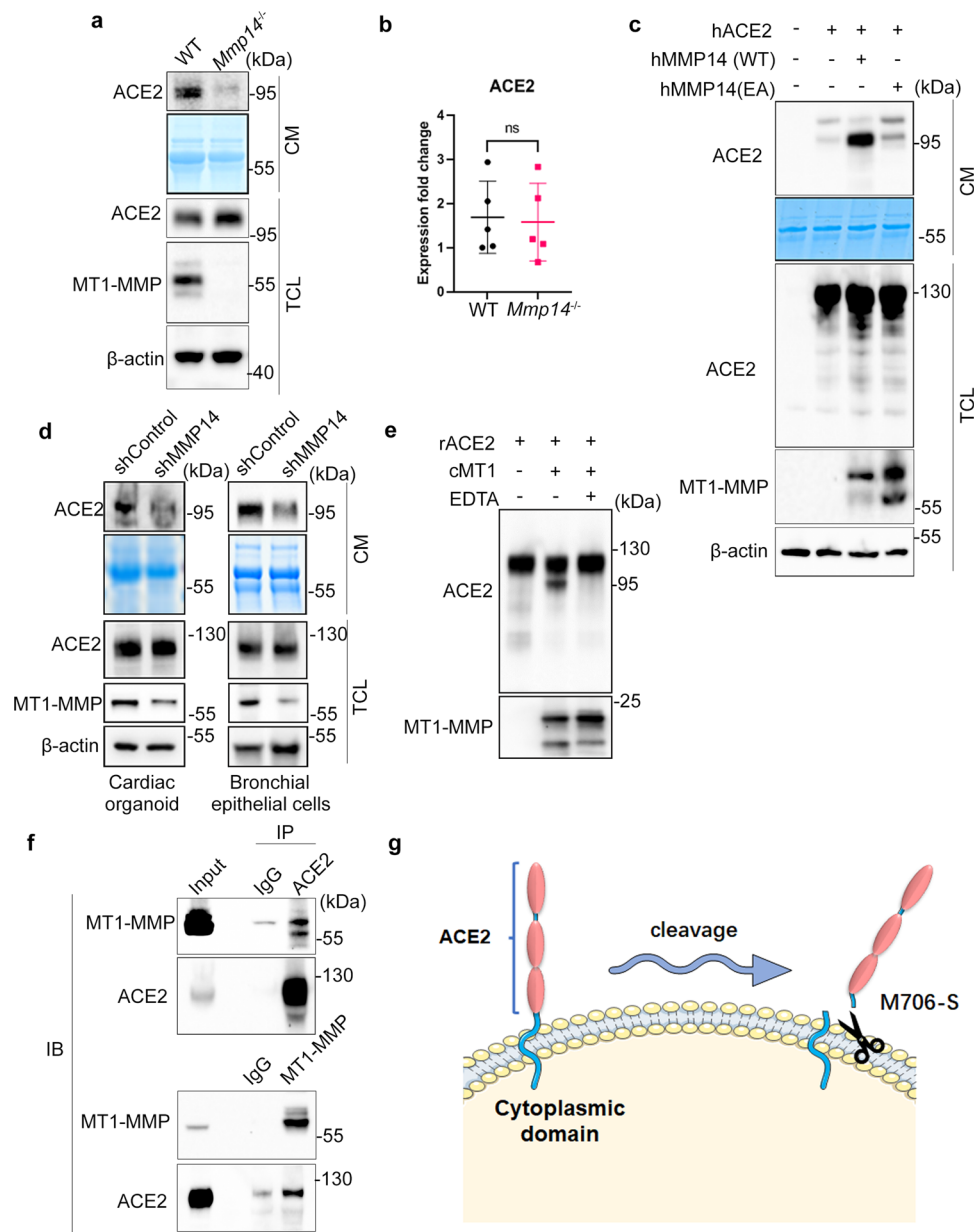 a
WT
Mmp14-/-
(kDa)
ACE2
-95
-55
CM
ACE2
-95
MT1-MMP
-55
β-actin
-40
TCL
b
ACE2
ns
Expression fold change
4
3
2
1
0
WT
Mmp14-/-
c
hACE2 - + + +
hMMP14 (WT) - - + -
hMMP14(EA) - - - + (kDa)
ACE2
-95
-55
CM
-130
ACE2
TCL
MT1-MMP
-55
-55
β-actin
d
shControl
shMMP14
(kDa)
shControl
shMMP14
(kDa)
ACE2
-95
-95
-55
-55
CM
ACE2
-130
-130
MT1-MMP
-55
-55
TCL
β-actin
-55
-55
Cardiac
organoid
Bronchial
epithelial cells
e
rACE2 + + +
cMT1 - + +
EDTA - - + (kDa)
-130
ACE2
-95
-25
MT1-MMP
f
IP
Input
IgG
ACE2
(kDa)
MT1-MMP
-55
-130
ACE2
IB
IgG
MT1-MMP
MT1-MMP
-55
-130
ACE2
g
ACE2
cleavage
M706-S
Cytoplasmic
domain